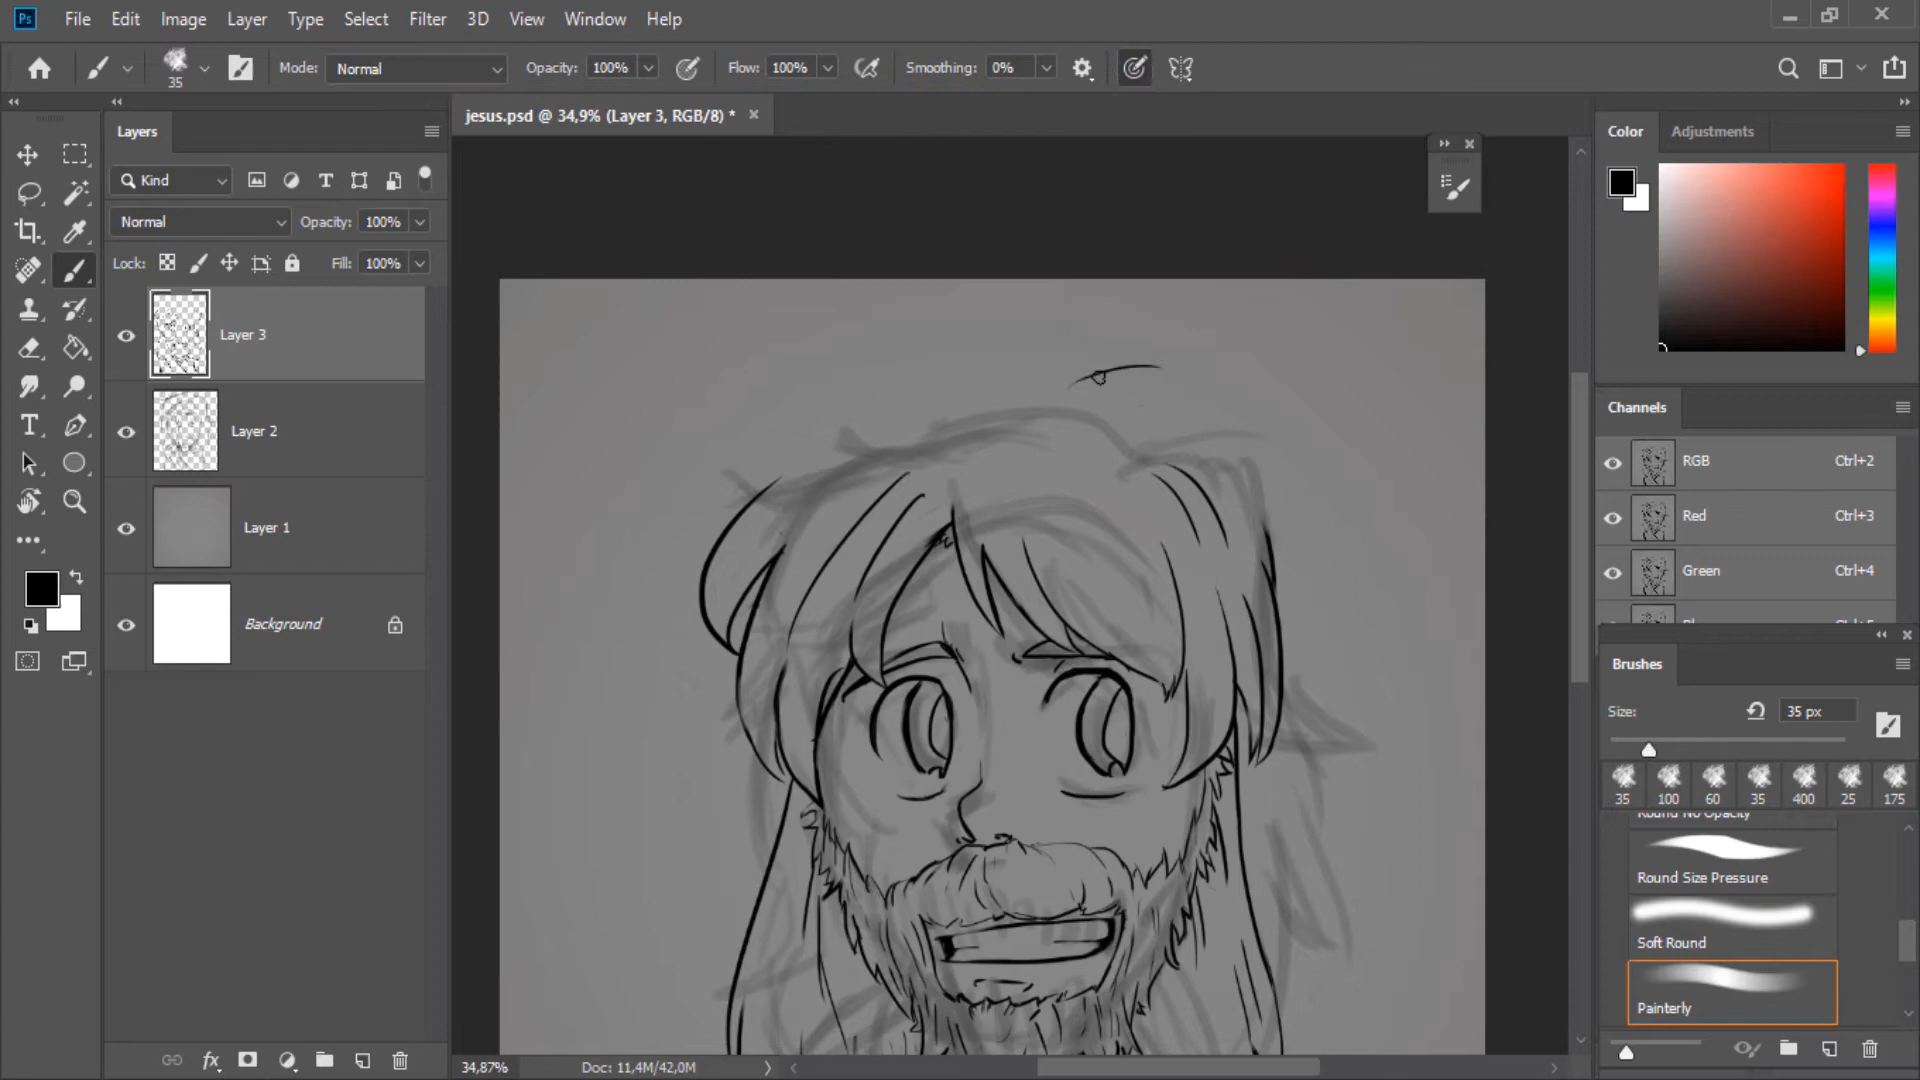 Ps File Edit Image Layer Type Select Filter 3D View Window Help
35 Mode: Normal Opacity: 100% Flow: 100% Smoothing: 0%
Layers
jesus.psd @ 34,9% (Layer 3, RGB/8) *
Color Adjustments
Kind
Normal Opacity: 100%
Lock: Fill: 100%
Layer 3
Layer 2
Layer 1
Background
Channels
RGB Ctrl+2
Red Ctrl+3
Green Ctrl+4
Brushes
Size: 35 px
35 100 60 35 400 25 175
Round No Opacity
Round Size Pressure
Soft Round
Painterly
34,87% Doc: 11,4M/42,0M